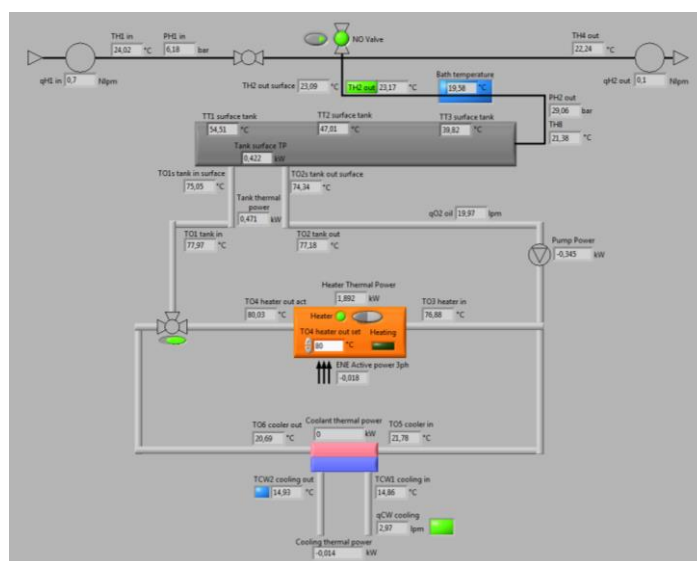 TH1 in
24,02 °C
PH1 in
6,18 bar
NO Valve
TH4 out
22,24 °C
qH1 in 0,7 Nlpm
qH2 out 0,1 Nlpm
TH2 out surface 23,09 °C
TH2 out 23,17 °C
Bath temperature
19,58 °C
PH2 out
29,06 bar
TH8
21,38 °C
TT1 surface tank
54,51 °C
TT2 surface tank
47,01 °C
TT3 surface tank
39,82 °C
Tank surface TP
0,422 kW
TO1s tank in surface
75,05 °C
TO2s tank out surface
74,34 °C
Tank thermal
power
0,471 kW
qO2 oil 19,97 lpm
TO1 tank in
77,97 °C
TO2 tank out
77,18 °C
Pump Power
-0,345 kW
Heater Thermal Power
1,892 kW
TO4 heater out act
80,03 °C
Heater
TO4 heater out set
80 °C
Heating
TO3 heater in
76,88 °C
ENE Active power 3ph
-0,018 kW
TO6 cooler out
20,69 °C
Coolant thermal power
0 kW
TO5 cooler in
21,78 °C
TCW2 cooling out
14,93 °C
TCW1 cooling in
14,86 °C
qCW cooling
2,97 lpm
Cooling thermal power
-0,014 kW